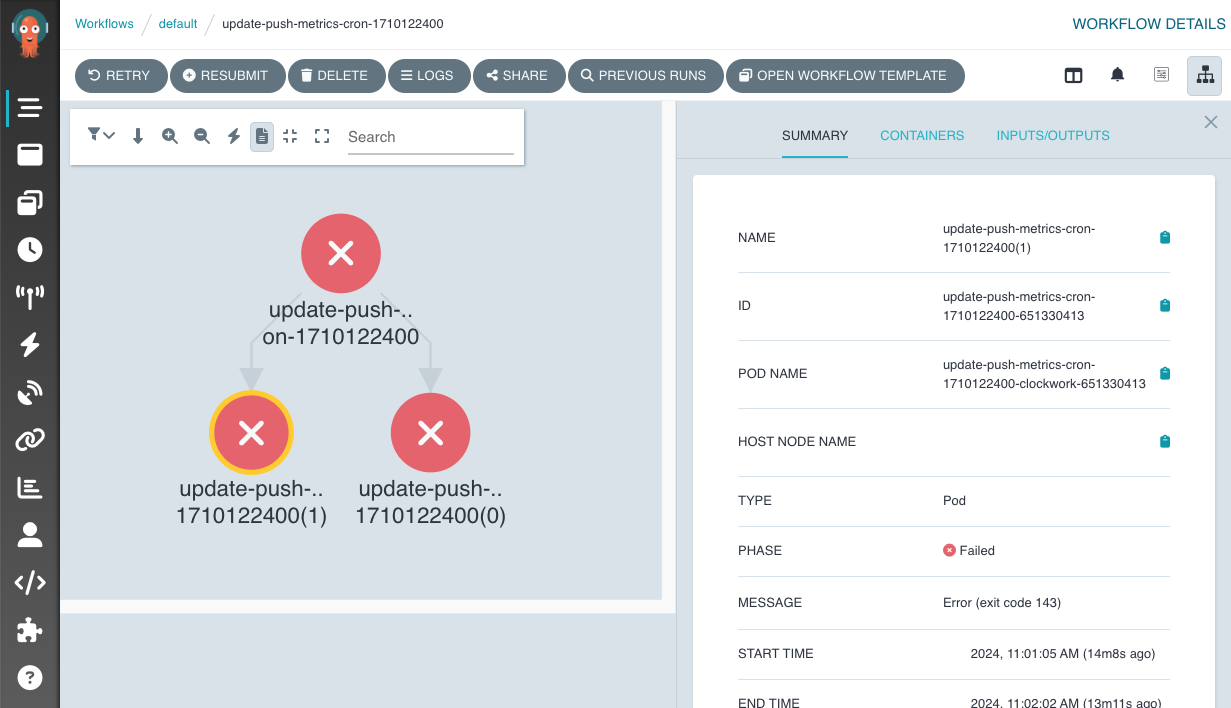 Workflows / default / update-push-metrics-cron-1710122400
WORKFLOW DETAILS
RETRY RESUBMIT DELETE LOGS SHARE PREVIOUS RUNS OPEN WORKFLOW TEMPLATE
Search
update-push-..
on-1710122400
update-push-..
1710122400(1)
update-push-..
1710122400(0)
SUMMARY CONTAINERS INPUTS/OUTPUTS
NAME
update-push-metrics-cron-
1710122400(1)
ID
update-push-metrics-cron-
1710122400-651330413
POD NAME
update-push-metrics-cron-
1710122400-clockwork-651330413
HOST NODE NAME
TYPE Pod
PHASE Failed
MESSAGE Error (exit code 143)
START TIME 2024, 11:01:05 AM (14m8s ago)
END TIME 2024, 11:02:02 AM (13m11s ago)